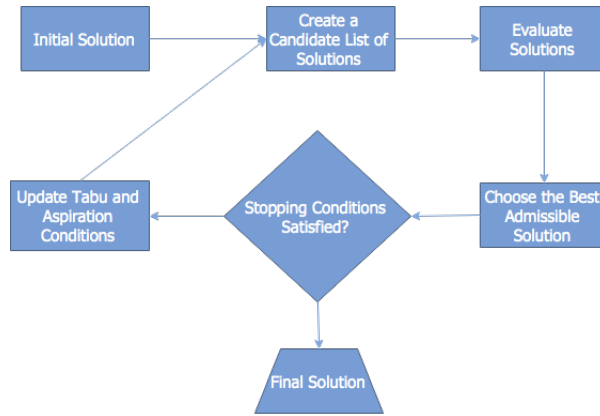 Initial Solution
Create a
Candidate List of
Solutions
Evaluate
Solutions
Update Tabu and
Aspiration
Conditions
Stopping Conditions
Satisfied?
Choose the Best
Admissible
Solution
Final Solution